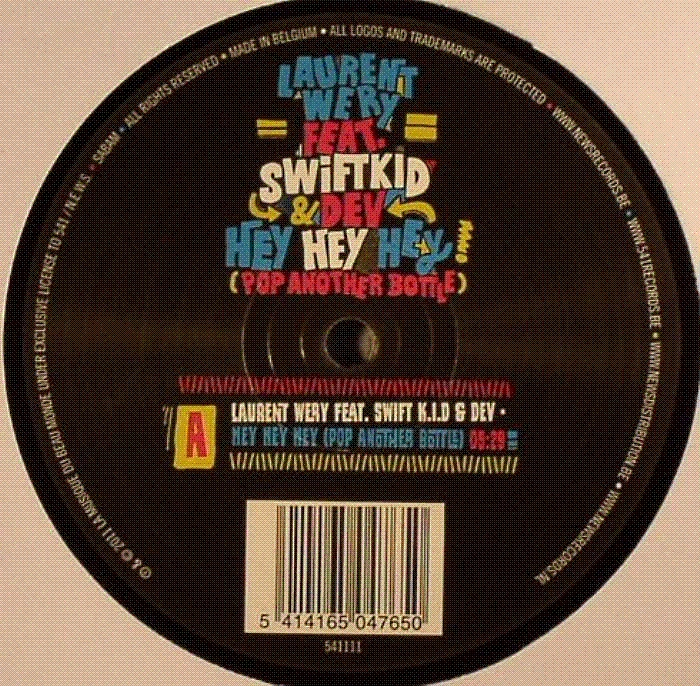 ℗ & © 2011 LA MUSIQUE DU BEAU MONDE UNDER EXCLUSIVE LICENSE TO 541 / N.E.W.S. • SABAM • ALL RIGHTS RESERVED • MADE IN BELGIUM • ALL LOGOS AND TRADEMARKS ARE PROTECTED • WWW.NEWSRECORDS.BE • WWW.541RECORDS.BE • WWW.NEWSDISTRIBUTION.BE • WWW.NEWSRECORDS.NL
LAURENT
WERY
FEAT.
SWiFTKiD
& DEV
HEY HEY HEY
(POP ANOTHER BOTTLE)
A
LAURENT WERY FEAT. SWIFT K.I.D & DEV •
HEY HEY HEY (POP ANOTHER BOTTLE) 05:29
5 414165 047650
541111